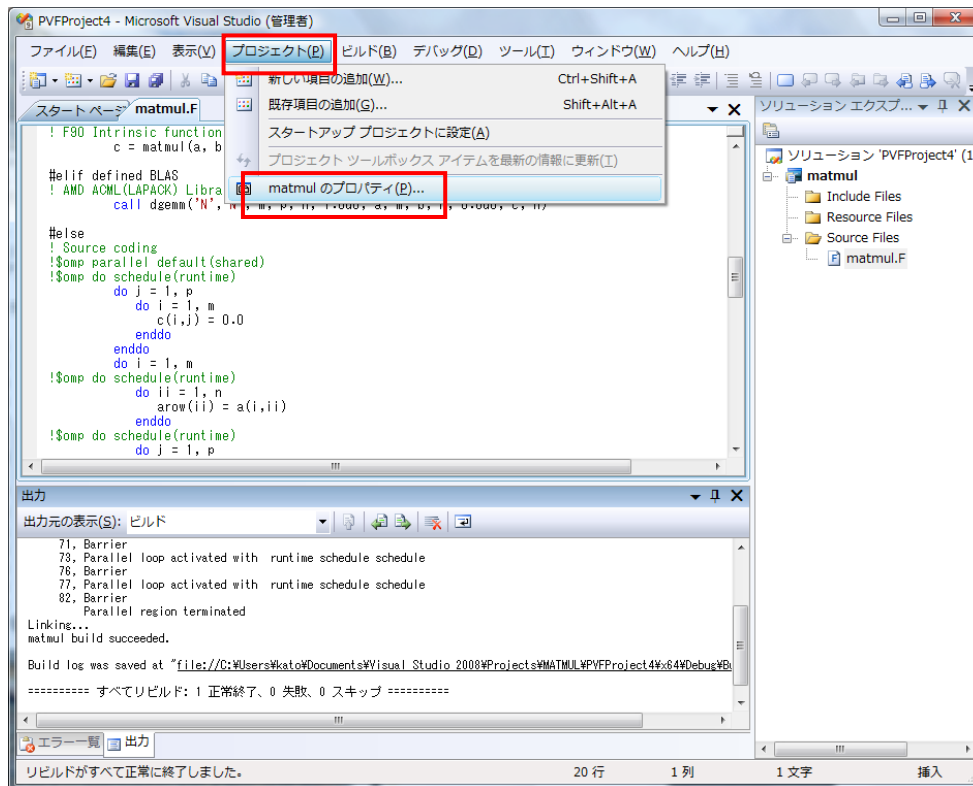 PVFProject4 - Microsoft Visual Studio (管理者)
ファイル(F) 編集(E) 表示(V) プロジェクト(P) ビルド(B) デバッグ(D) ツール(T) ウィンドウ(W) ヘルプ(H)
新しい項目の追加(W)... Ctrl+Shift+A
既存項目の追加(G)... Shift+Alt+A
スタートアップ プロジェクトに設定(A)
プロジェクト ツールボックス アイテムを最新の情報に更新(T)
matmul のプロパティ(P)...
スタート ページ matmul.F
! F90 Intrinsic function
c = matmul(a, b
#elif defined BLAS
! AMD ACML(LAPACK) Libra
call dgemm('N',
#else
! Source coding
!$omp parallel default(shared)
!$omp do schedule(runtime)
do j = 1, p
do i = 1, m
c(i,j) = 0.0
enddo
enddo
do i = 1, m
!$omp do schedule(runtime)
do ii = 1, n
arow(ii) = a(i,ii)
enddo
!$omp do schedule(runtime)
do j = 1, p
ソリューション エクスプ...
ソリューション 'PVFProject4' (1
matmul
Include Files
Resource Files
Source Files
matmul.F
出力
出力元の表示(S): ビルド
71, Barrier
73, Parallel loop activated with runtime schedule schedule
76, Barrier
77, Parallel loop activated with runtime schedule schedule
82, Barrier
Parallel region terminated
Linking...
matmul build succeeded.
Build log was saved at "file://C:¥Users¥kato¥Documents¥Visual Studio 2008¥Projects¥MATMUL¥PVFProject4¥x64¥Debug¥Bu
========== すべてリビルド: 1 正常終了、0 失敗、0 スキップ ==========
エラー一覧 出力
リビルドがすべて正常に終了しました。 20 行 1 列 1 文字 挿入